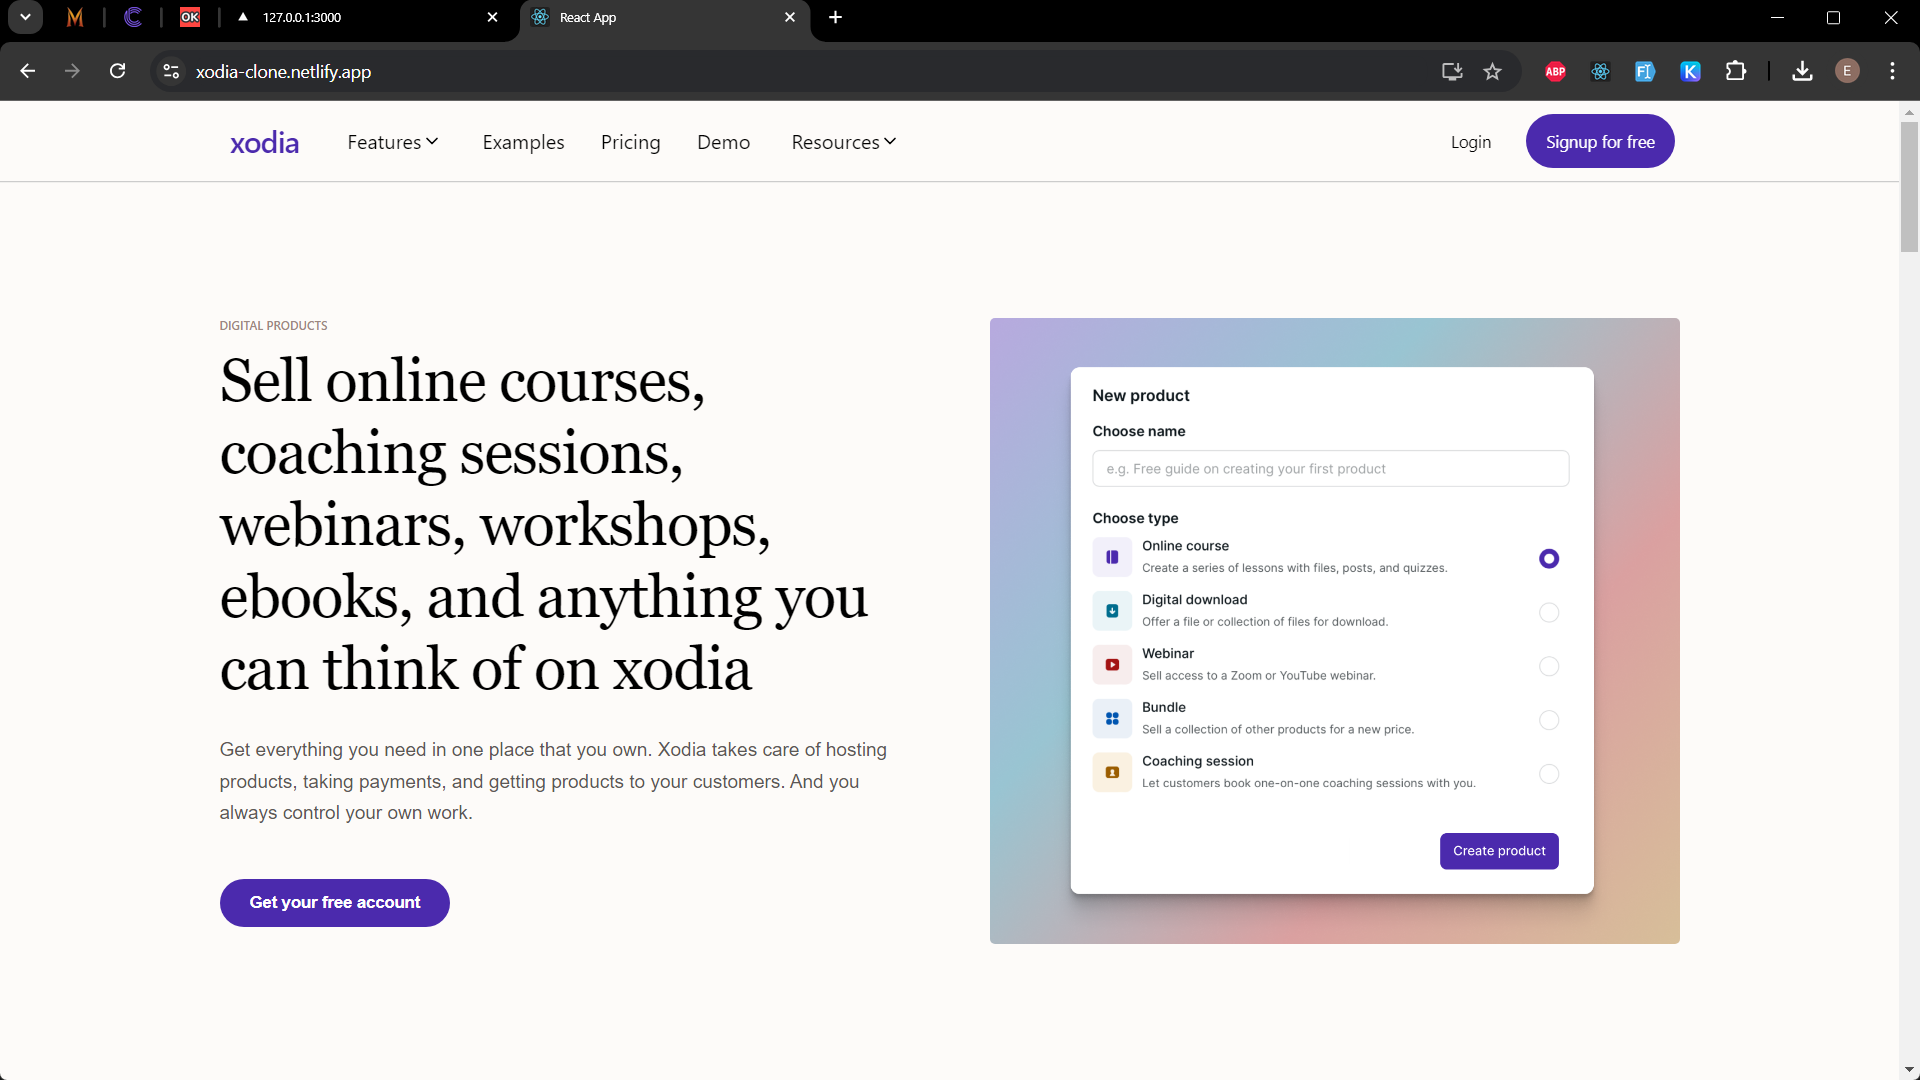 OK
127.0.0.1:3000
React App
xodia-clone.netlify.app
ABP
K
E
xodia
Features
Examples
Pricing
Demo
Resources
Login
Signup for free
DIGITAL PRODUCTS
Sell online courses,
coaching sessions,
webinars, workshops,
ebooks, and anything you
can think of on xodia
Get everything you need in one place that you own. Xodia takes care of hosting
products, taking payments, and getting products to your customers. And you
always control your own work.
Get your free account
New product
Choose name
e.g. Free guide on creating your first product
Choose type
Online course
Create a series of lessons with files, posts, and quizzes.
Digital download
Offer a file or collection of files for download.
Webinar
Sell access to a Zoom or YouTube webinar.
Bundle
Sell a collection of other products for a new price.
Coaching session
Let customers book one-on-one coaching sessions with you.
Create product